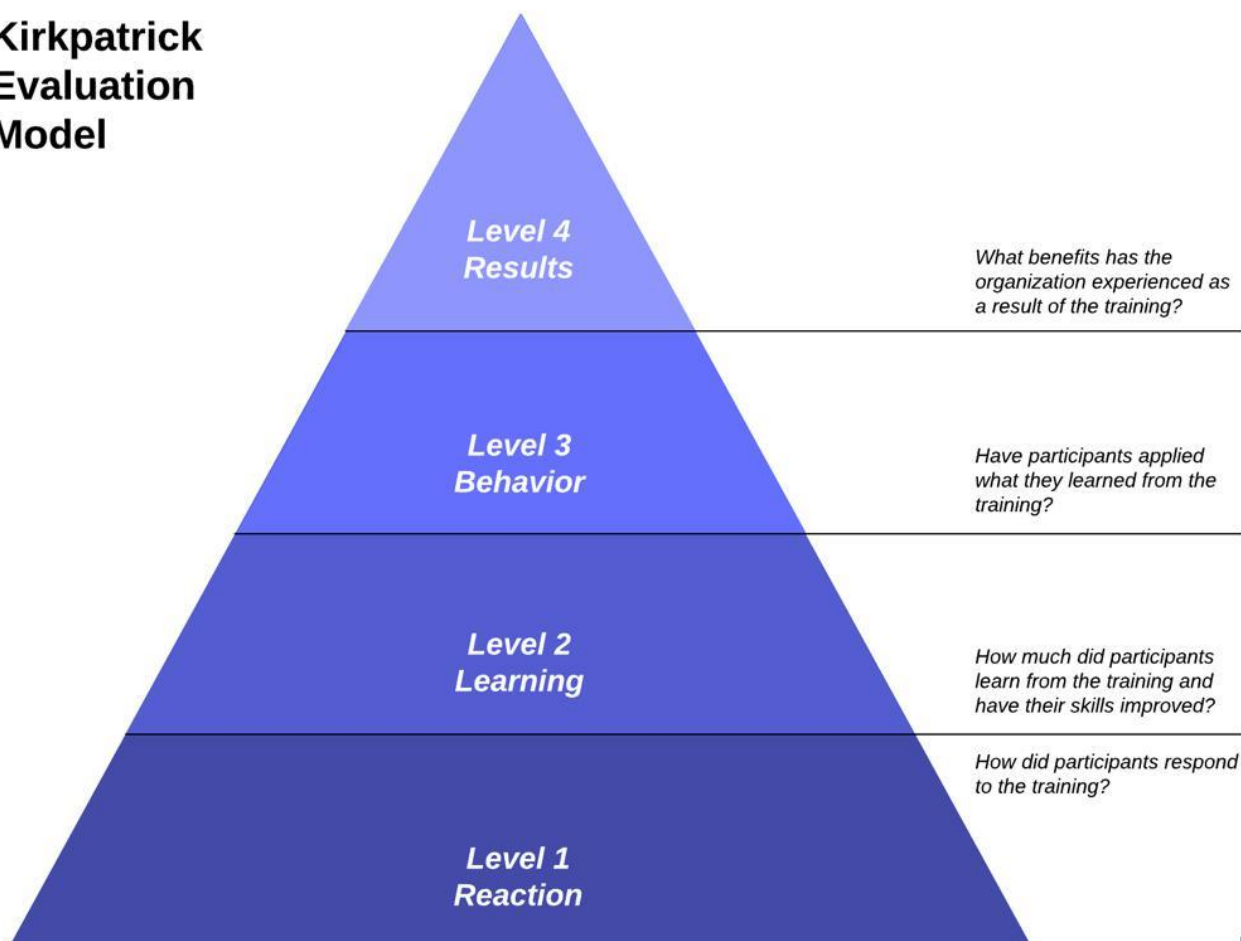 Kirkpatrick
Evaluation
Model
Level 4
Results
What benefits has the
organization experienced as
a result of the training?
Level 3
Behavior
Have participants applied
what they learned from the
training?
Level 2
Learning
How much did participants
learn from the training and
have their skills improved?
How did participants respond
to the training?
Level 1
Reaction